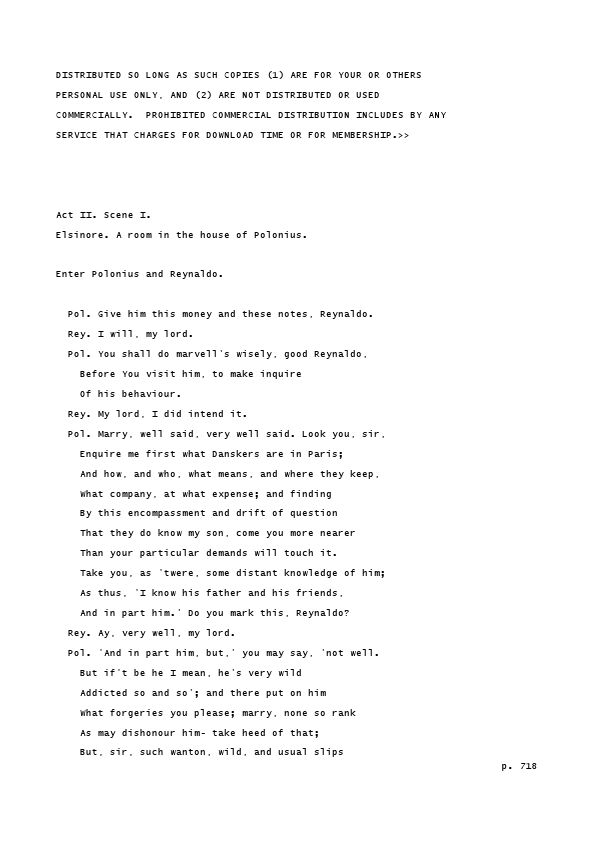 DISTRIBUTED SO LONG AS SUCH COPIES (1) ARE FOR YOUR OR OTHERS
PERSONAL USE ONLY, AND (2) ARE NOT DISTRIBUTED OR USED
COMMERCIALLY.  PROHIBITED COMMERCIAL DISTRIBUTION INCLUDES BY ANY
SERVICE THAT CHARGES FOR DOWNLOAD TIME OR FOR MEMBERSHIP.>>

Act II. Scene I.
Elsinore. A room in the house of Polonius.

Enter Polonius and Reynaldo.

  Pol. Give him this money and these notes, Reynaldo.
  Rey. I will, my lord.
  Pol. You shall do marvell's wisely, good Reynaldo,
    Before You visit him, to make inquire
    Of his behaviour.
  Rey. My lord, I did intend it.
  Pol. Marry, well said, very well said. Look you, sir,
    Enquire me first what Danskers are in Paris;
    And how, and who, what means, and where they keep,
    What company, at what expense; and finding
    By this encompassment and drift of question
    That they do know my son, come you more nearer
    Than your particular demands will touch it.
    Take you, as 'twere, some distant knowledge of him;
    As thus, 'I know his father and his friends,
    And in part him.' Do you mark this, Reynaldo?
  Rey. Ay, very well, my lord.
  Pol. 'And in part him, but,' you may say, 'not well.
    But if't be he I mean, he's very wild
    Addicted so and so'; and there put on him
    What forgeries you please; marry, none so rank
    As may dishonour him- take heed of that;
    But, sir, such wanton, wild, and usual slips
p. 718